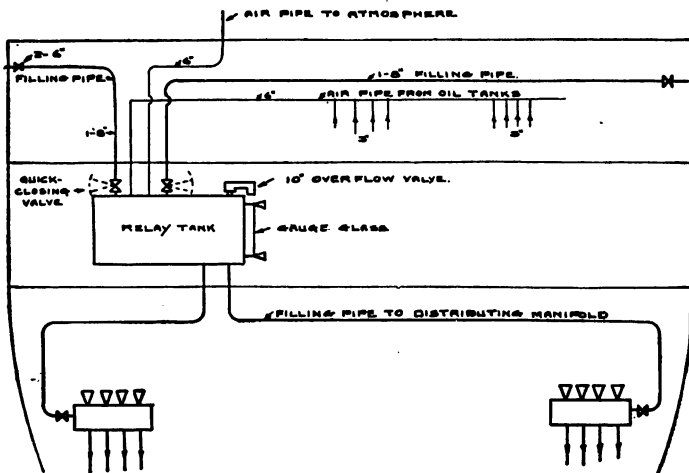 AIR PIPE TO ATMOSPHERE
2-6"
6"
1-8" FILLING PIPE.
FILLING PIPE
6"
AIR PIPE FROM OIL TANKS
1-8"
3"
3"
QUICK-
CLOSING
VALVE
10" OVERFLOW VALVE.
RELAY TANK
GAUGE GLASS
FILLING PIPE TO DISTRIBUTING MANIFOLD